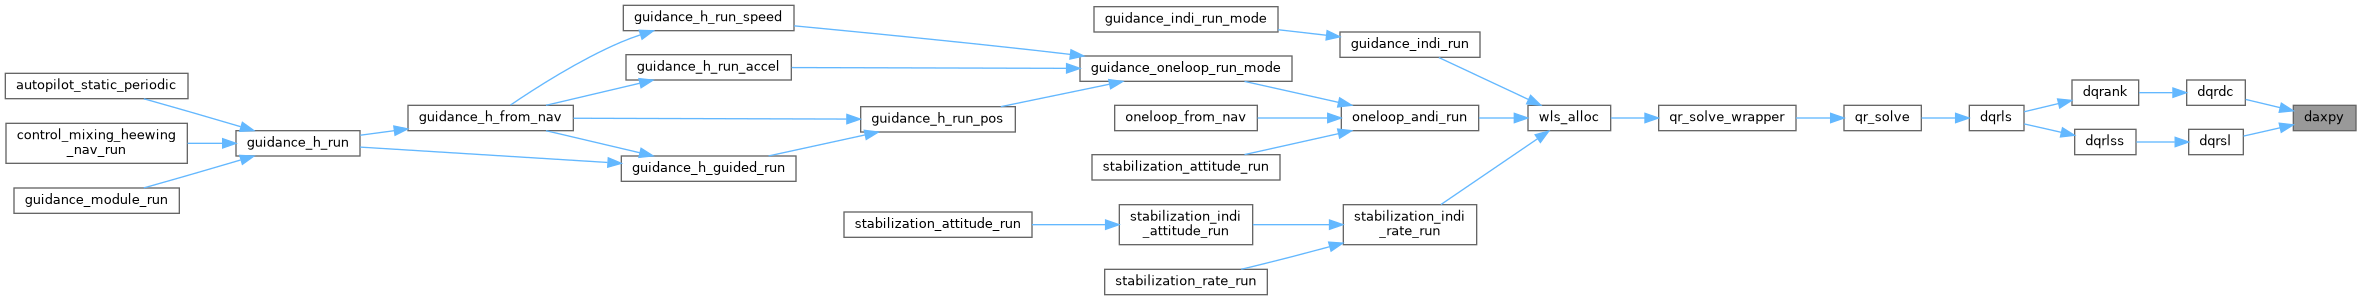 guidance_h_run_speed
guidance_indi_run_mode
guidance_indi_run
guidance_h_run_accel
guidance_oneloop_run_mode
autopilot_static_periodic
dqrank
dqrdc
guidance_h_from_nav
guidance_h_run_pos
oneloop_from_nav
oneloop_andi_run
wls_alloc
qr_solve_wrapper
qr_solve
dqrls
daxpy
control_mixing_heewing
_nav_run
guidance_h_run
dqrlss
dqrsl
guidance_h_guided_run
stabilization_attitude_run
guidance_module_run
stabilization_attitude_run
stabilization_indi
_attitude_run
stabilization_indi
_rate_run
stabilization_rate_run